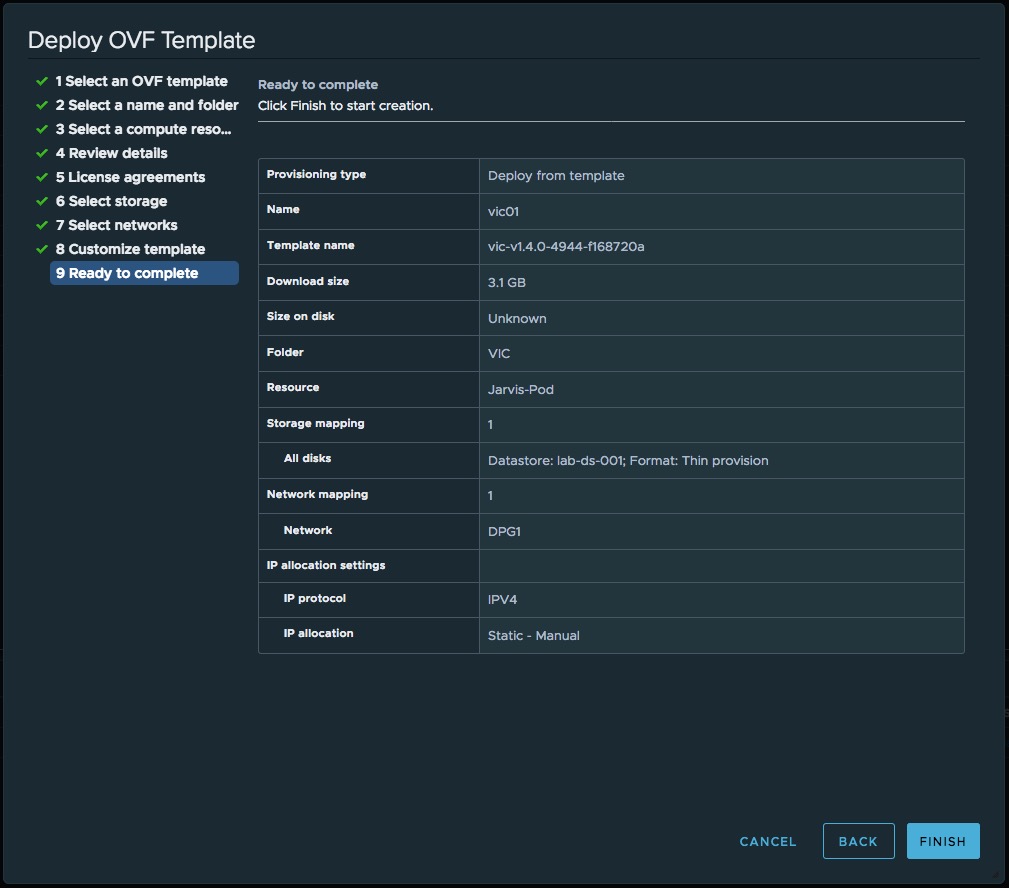 Deploy OVF Template
1 Select an OVF template
2 Select a name and folder
3 Select a compute reso...
4 Review details
5 License agreements
6 Select storage
7 Select networks
8 Customize template
9 Ready to complete
Ready to complete
Click Finish to start creation.
Provisioning type Deploy from template
Name vic01
Template name vic-v1.4.0-4944-f168720a
Download size 3.1 GB
Size on disk Unknown
Folder VIC
Resource Jarvis-Pod
Storage mapping 1
All disks Datastore: lab-ds-001; Format: Thin provision
Network mapping 1
Network DPG1
IP allocation settings
IP protocol IPV4
IP allocation Static - Manual
CANCEL BACK FINISH